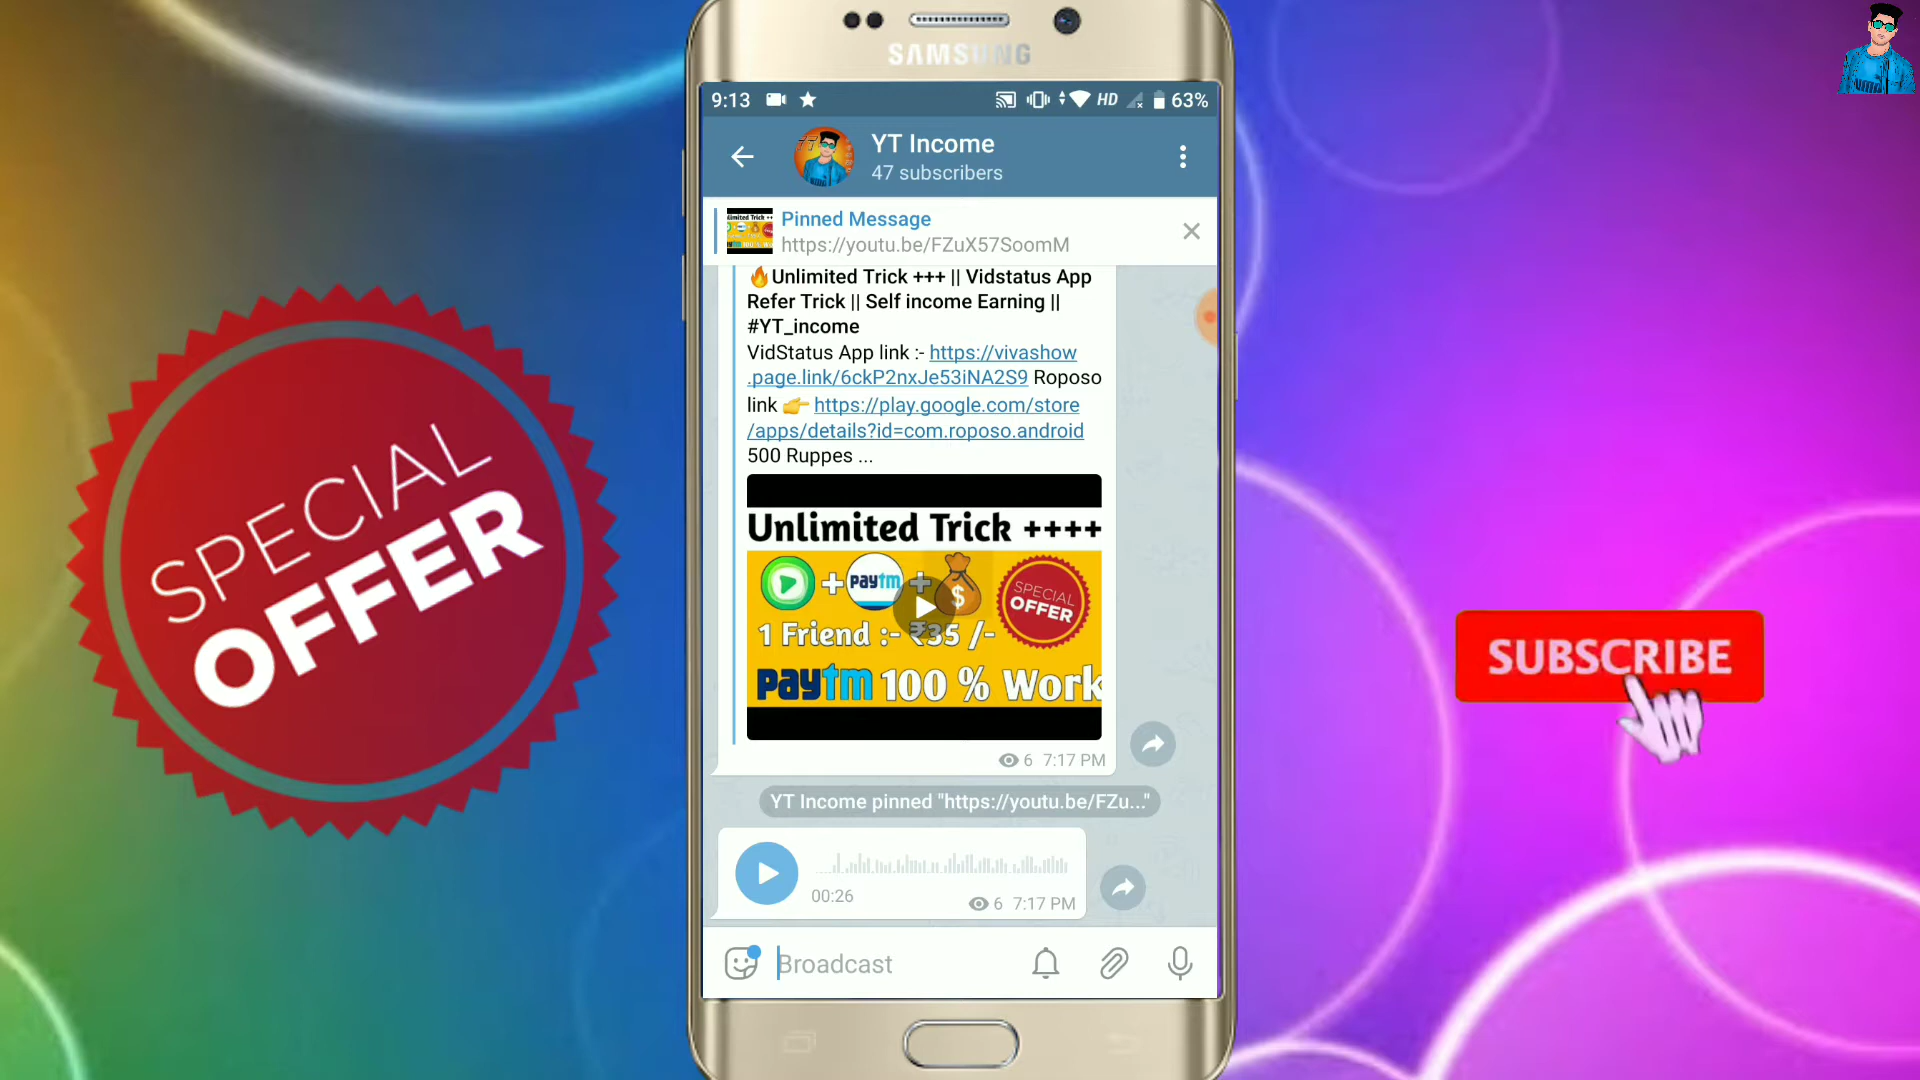 SAMSUNG
9:13
HD
63%
YT Income
47 subscribers
Pinned Message
https://youtu.be/FZuX57SoomM
🔥Unlimited Trick +++ || Vidstatus App
Refer Trick || Self income Earning ||
#YT_income
VidStatus App link :- https://vivashow
.page.link/6ckP2nxJe53iNA2S9 Roposo
link 👉 https://play.google.com/store
/apps/details?id=com.roposo.android
500 Ruppes ...
Unlimited Trick ++++
+ paytm +
SPECIAL
OFFER
1 Friend :- ₹35 /-
paytm 100 % Work
6 7:17 PM
YT Income pinned "https://youtu.be/FZu..."
00:26
6 7:17 PM
Broadcast
SPECIAL
OFFER
SUBSCRIBE